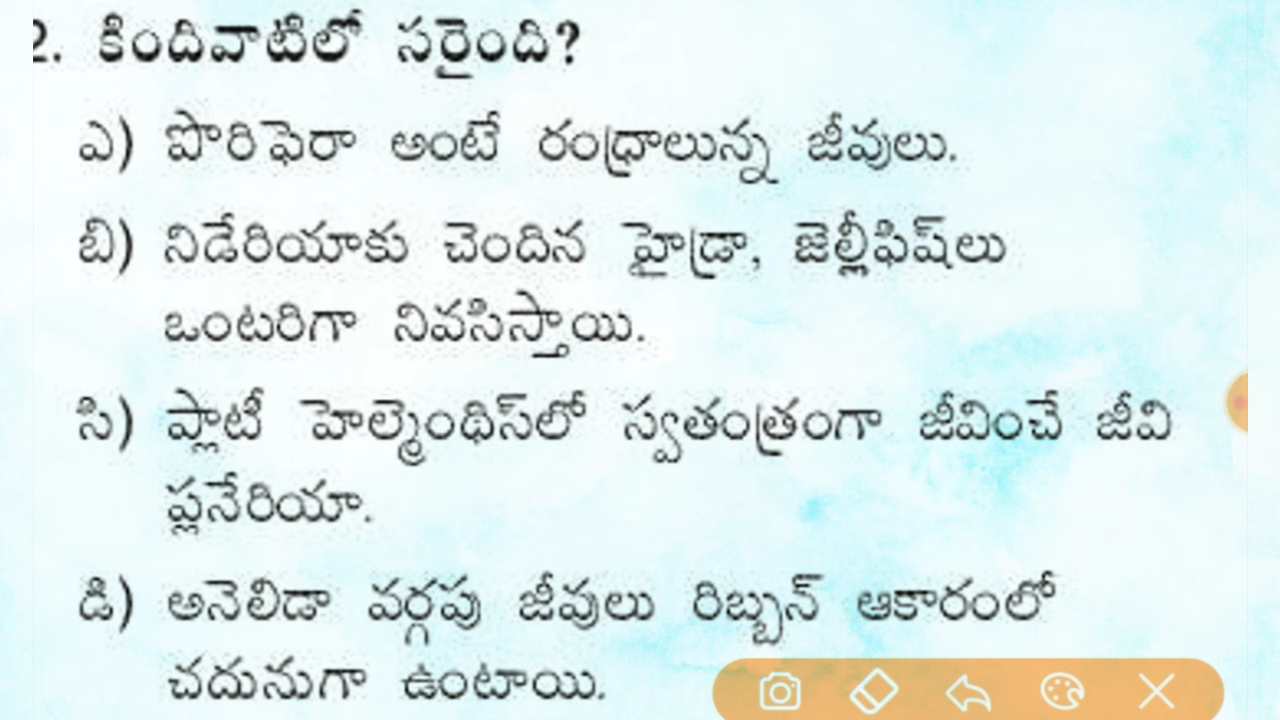 2. కిందివాటిలో సరైంది?
ఎ) పొరిఫెరా అంటే రంధ్రాలున్న జీవులు.
బి) నిడేరియాకు చెందిన హైడ్రా, జెల్లీఫిష్‌లు
ఒంటరిగా నివసిస్తాయి.
సి) ప్లాటీ హెల్మెంథిస్‌లో స్వతంత్రంగా జీవించే జీవి
ప్లనేరియా.
డి) అనెలిడా వర్గపు జీవులు రిబ్బన్ ఆకారంలో
చదునుగా ఉంటాయి.